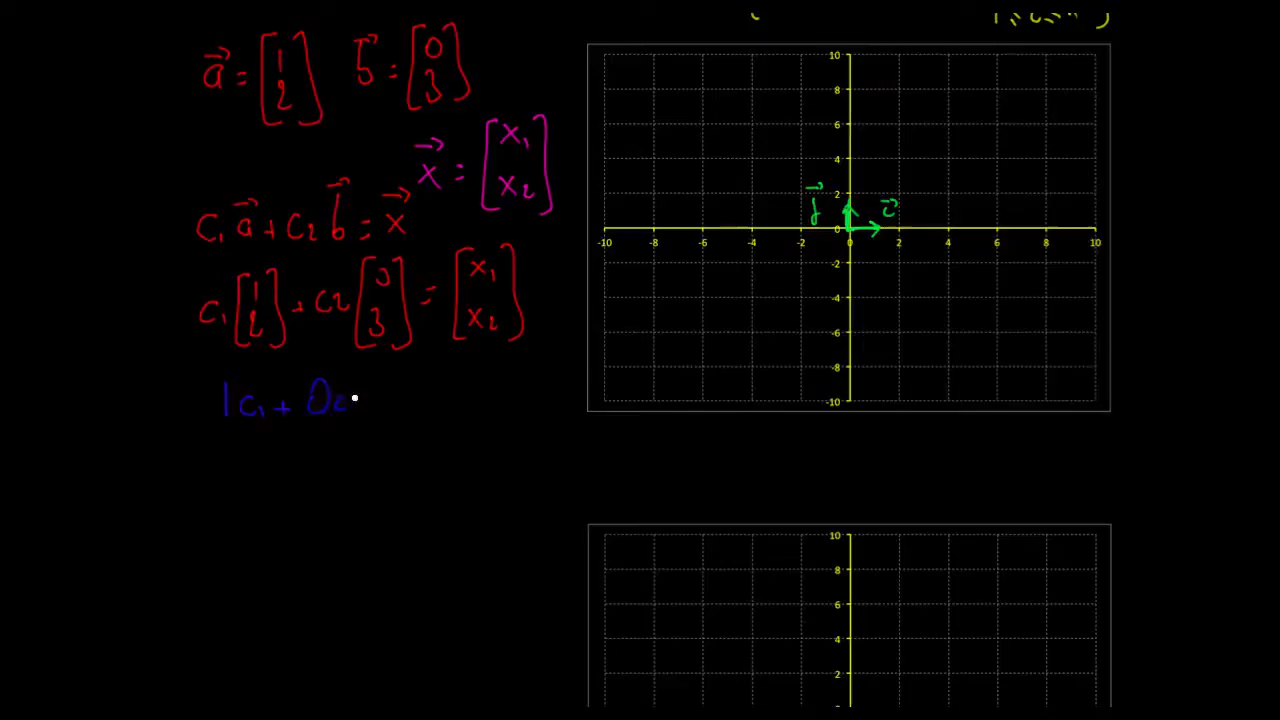 a⃗ = [1 2] b⃗ = [0 3]
x⃗ = [x₁ x₂]
c₁ a⃗ + c₂ b⃗ = x⃗
c₁ [1 2] + c₂ [0 3] = [x₁ x₂]
1c₁ + 0c
10
8
6
4
2
0
-10 -8 -6 -4 -2 0 2 4 6 8 10
-2
-4
-6
-8
-10
10
8
6
4
2